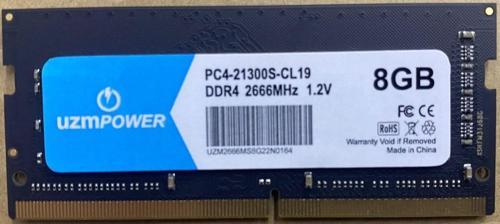 uzmPOWER
PC4-21300S-CL19
DDR4 2666MHz 1.2V
8GB
UZM2666MS8G22N0164
FC CE
RoHS
Warranty Void if Removed
Made in China